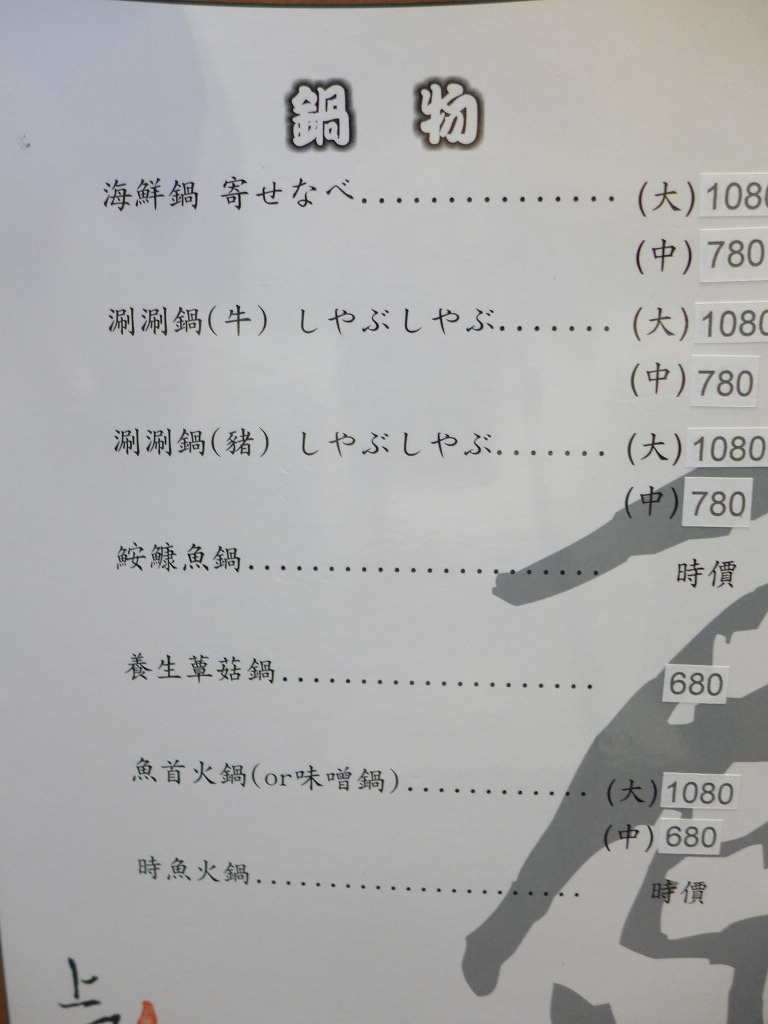 鍋 物
海鮮鍋 寄せなべ............... (大) 1080
(中) 780
涮涮鍋(牛) しやぶしやぶ....... (大) 1080
(中) 780
涮涮鍋(豬) しやぶしやぶ....... (大) 1080
(中) 780
鮟鱇魚鍋...................... 時價
養生蕈菇鍋..................... 680
魚首火鍋(or味噌鍋)............ (大) 1080
(中) 680
時魚火鍋...................... 時價
上